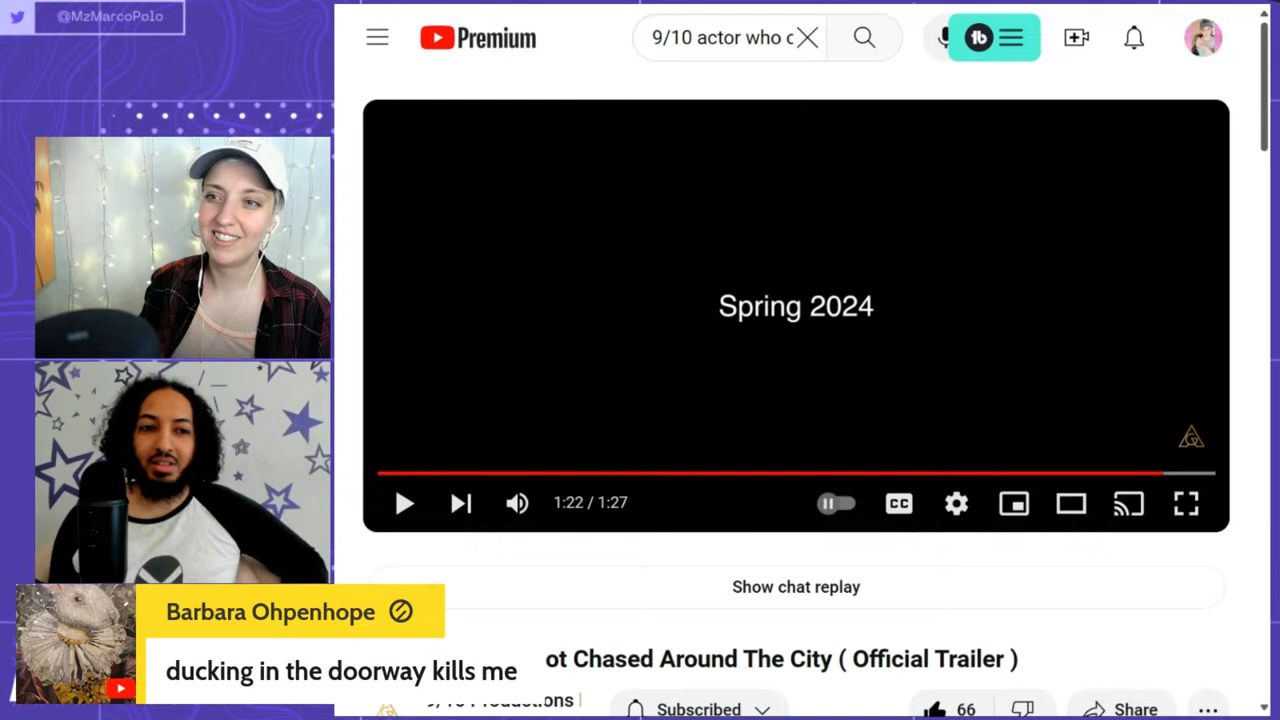 @MzMarcoPolo
Premium
9/10 actor who c
Spring 2024
1:22 / 1:27
CC
Show chat replay
Barbara Ohpenhope
ducking in the doorway kills me
ot Chased Around The City ( Official Trailer )
Subscribed
66
Share